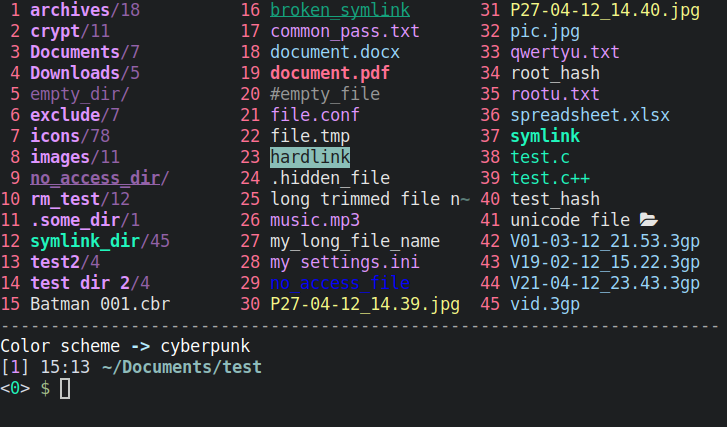 1 archives/18 16 broken_symlink 31 P27-04-12_14.40.jpg
2 crypt/11 17 common_pass.txt 32 pic.jpg
3 Documents/7 18 document.docx 33 qwertyu.txt
4 Downloads/5 19 document.pdf 34 root_hash
5 empty_dir/ 20 #empty_file 35 rootu.txt
6 exclude/7 21 file.conf 36 spreadsheet.xlsx
7 icons/78 22 file.tmp 37 symlink
8 images/11 23 hardlink 38 test.c
9 no_access_dir/ 24 .hidden_file 39 test.c++
10 rm_test/12 25 long trimmed file n~ 40 test_hash
11 .some_dir/1 26 music.mp3 41 unicode file 📂
12 symlink_dir/45 27 my_long_file_name 42 V01-03-12_21.53.3gp
13 test2/4 28 my settings.ini 43 V19-02-12_15.22.3gp
14 test dir 2/4 29 no_access_file 44 V21-04-12_23.43.3gp
15 Batman 001.cbr 30 P27-04-12_14.39.jpg 45 vid.3gp
------------------------------------------------------------------------
Color scheme -> cyberpunk
[1] 15:13 ~/Documents/test
<0> $